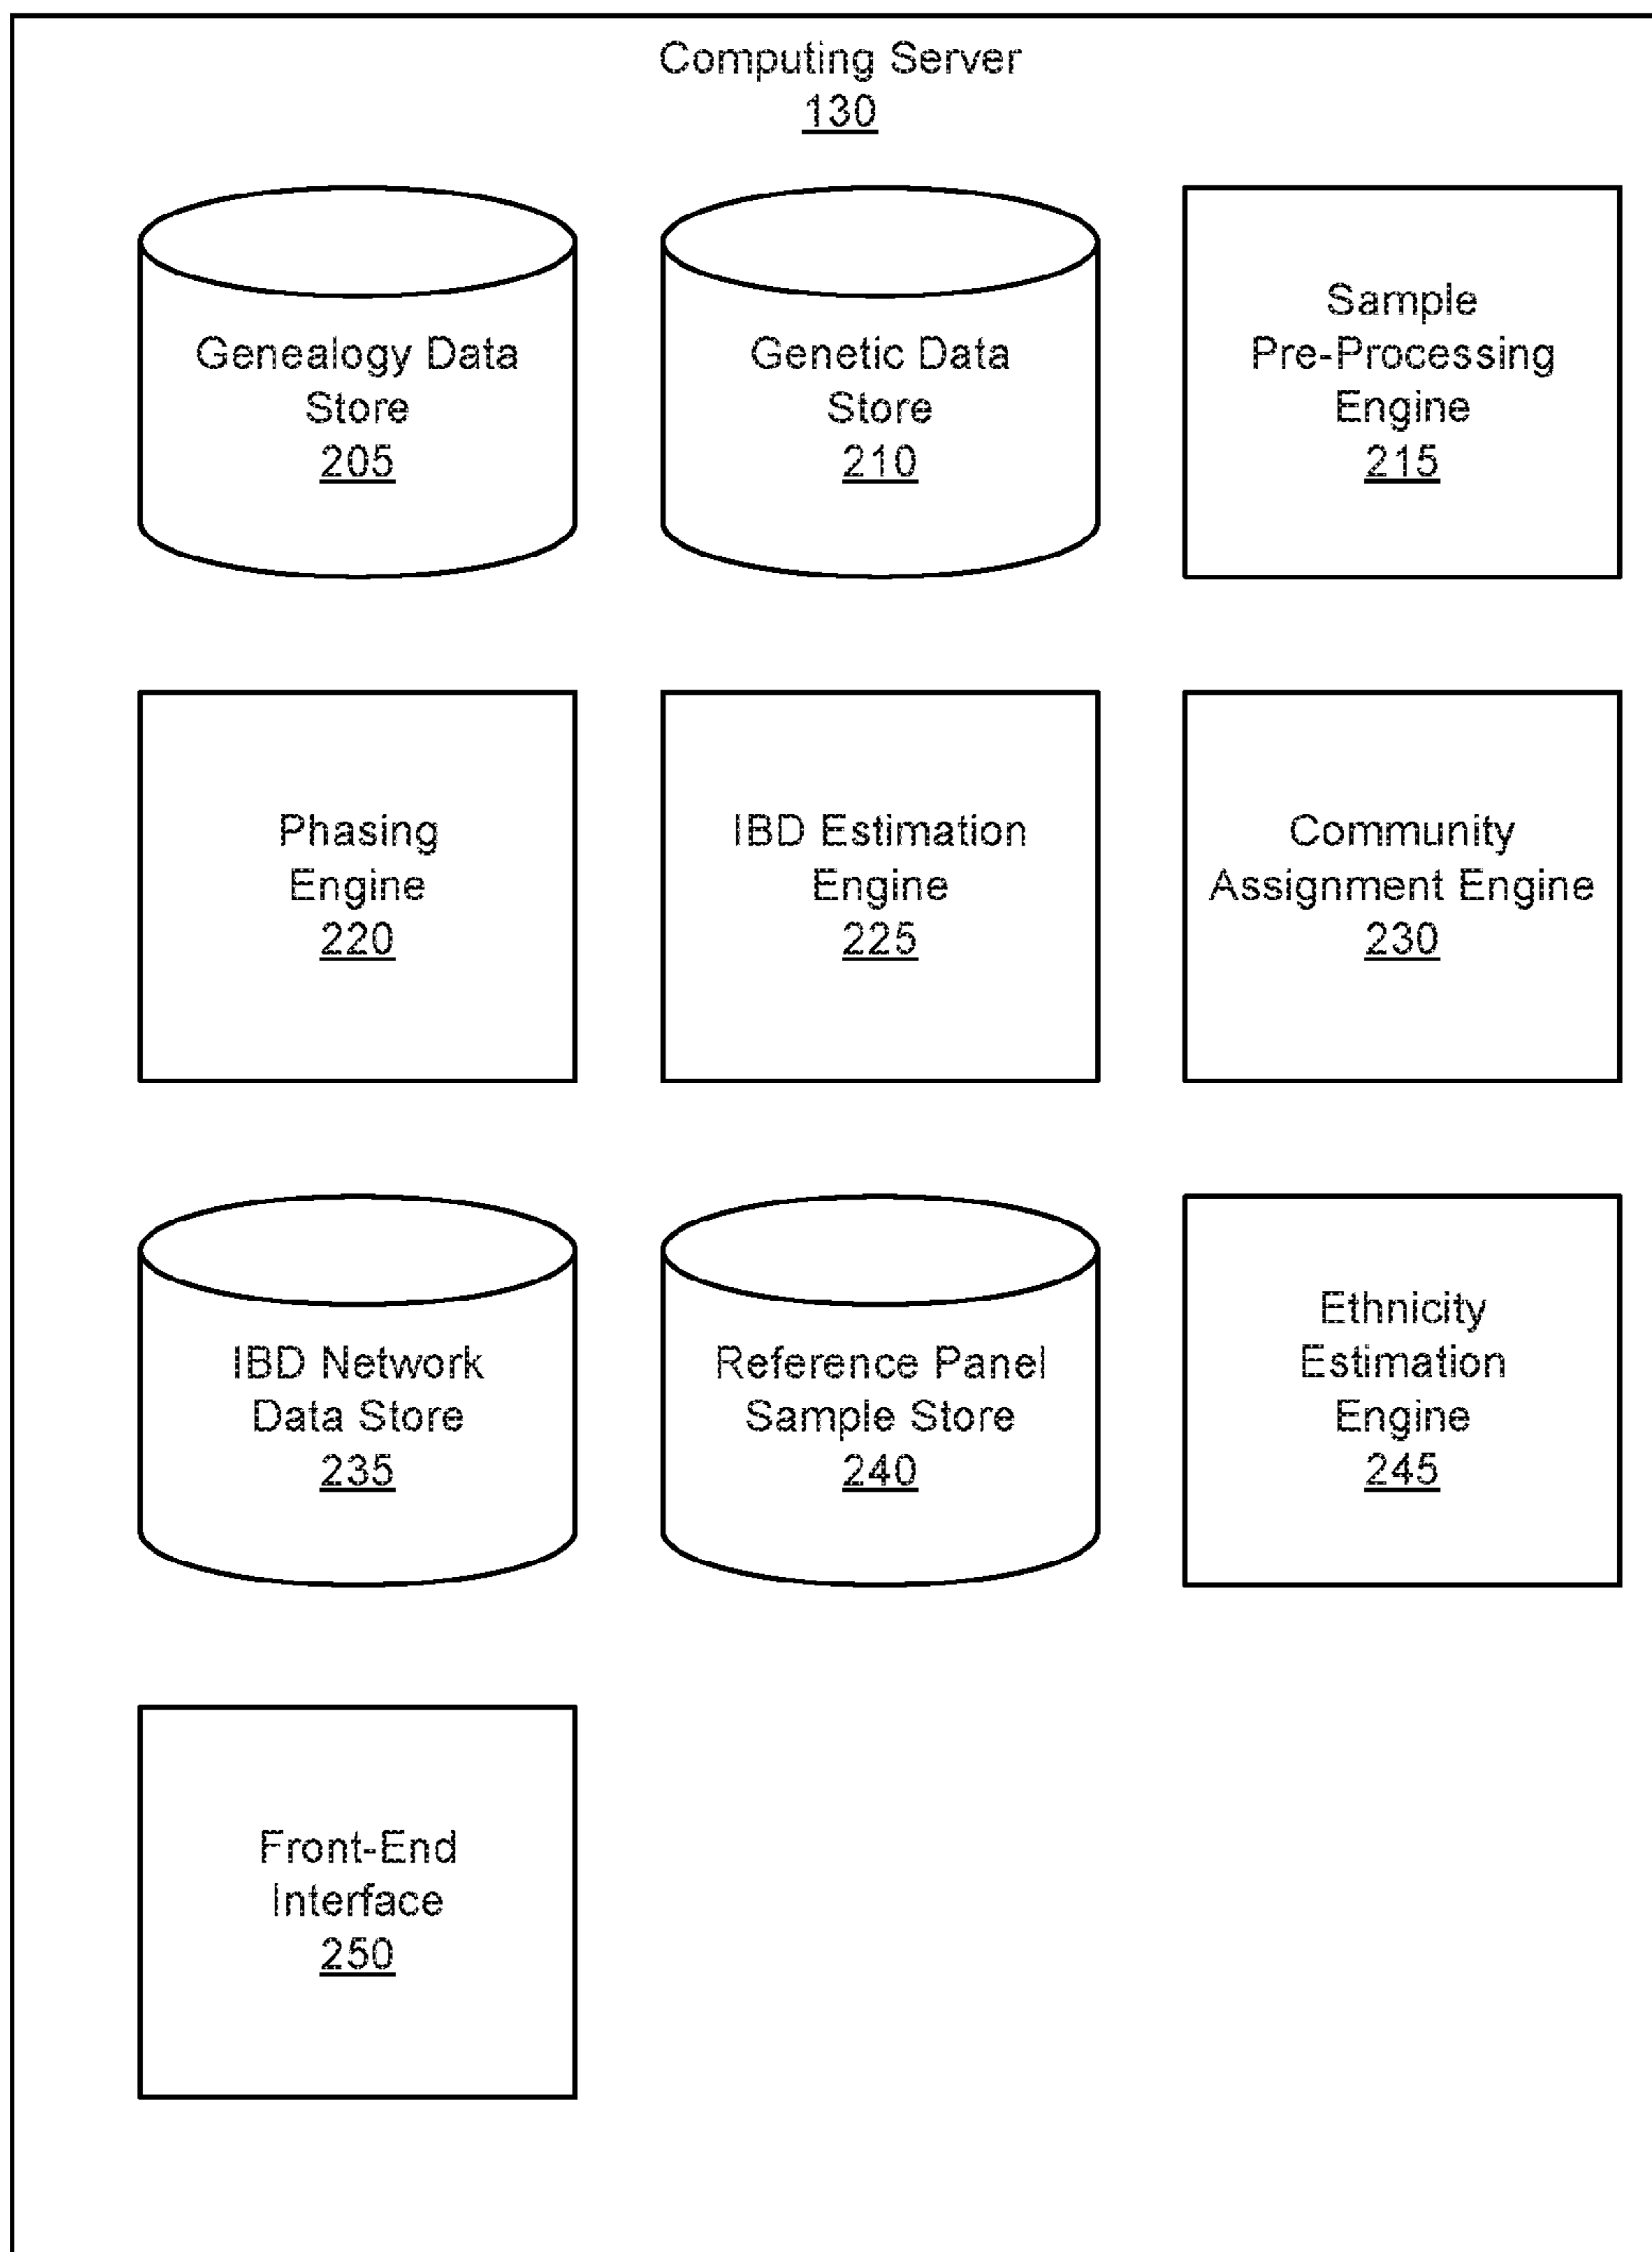 Computing Server
130
Genealogy Data
Store
205
Genetic Data
Store
210
Sample
Pre-Processing
Engine
215
Phasing
Engine
220
IBD Estimation
Engine
225
Community
Assignment Engine
230
IBD Network
Data Store
235
Reference Panel
Sample Store
240
Ethnicity
Estimation
Engine
245
Front-End
Interface
250